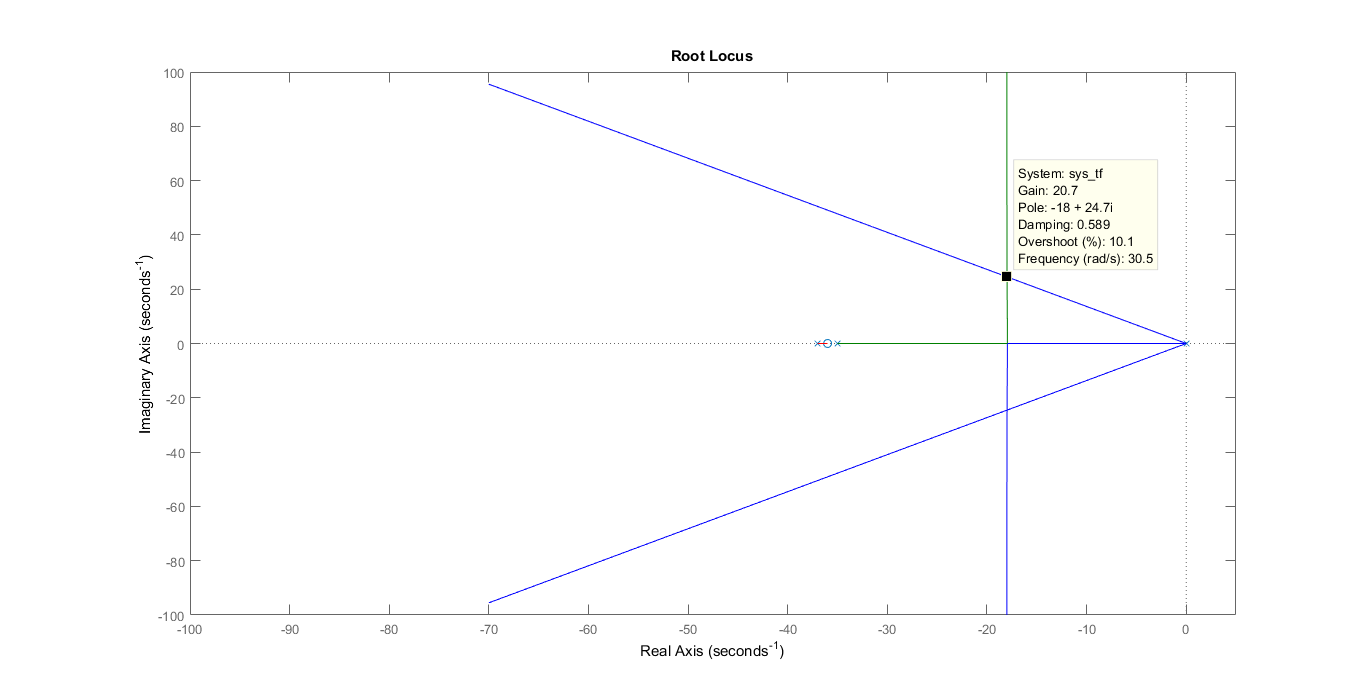 Root Locus
100
80
60
40
20
0
-20
-40
-60
-80
-100
Imaginary Axis (seconds⁻¹)
System: sys_tf
Gain: 20.7
Pole: -18 + 24.7i
Damping: 0.589
Overshoot (%): 10.1
Frequency (rad/s): 30.5
-100 -90 -80 -70 -60 -50 -40 -30 -20 -10 0
Real Axis (seconds⁻¹)